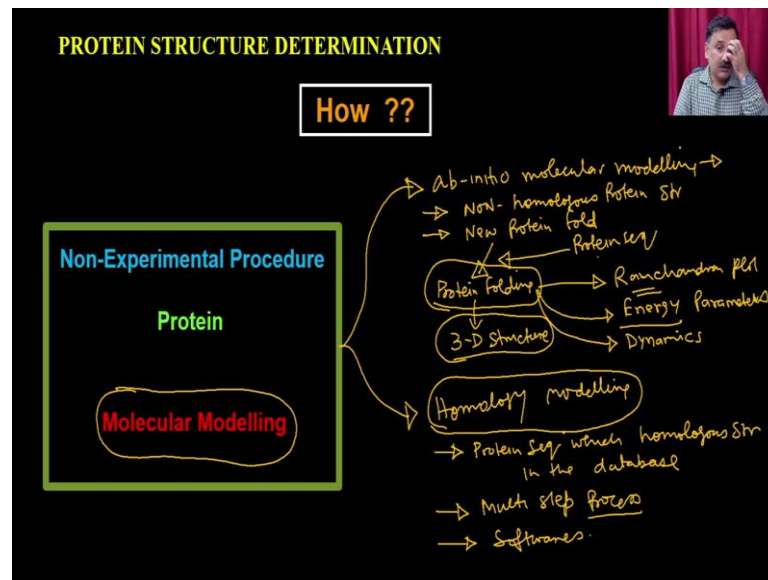 PROTEIN STRUCTURE DETERMINATION
How ??
Non-Experimental Procedure
Protein
Molecular Modelling
ab-initio molecular modelling →
→ Non-homologous Protein Str
→ New Protein fold
Protein seq
Protein folding
→ Ramchandran plot
→ Energy Parameters
→ Dynamics
3-D Structure
Homology modelling
→ Protein seq which homologous str
in the database
→ Multi step Process
→ Softwares.